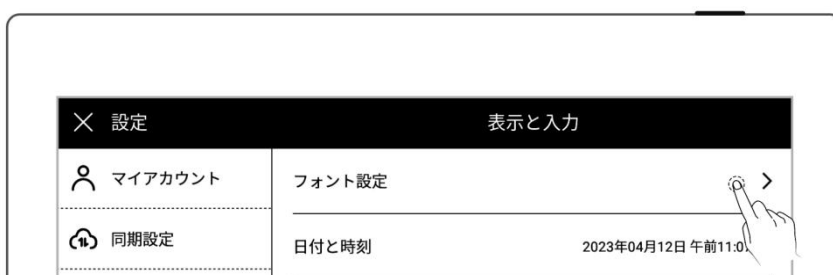 設定
表示と入力
マイアカウント
フォント設定
同期設定
日付と時刻
2023年04月12日 午前11:0